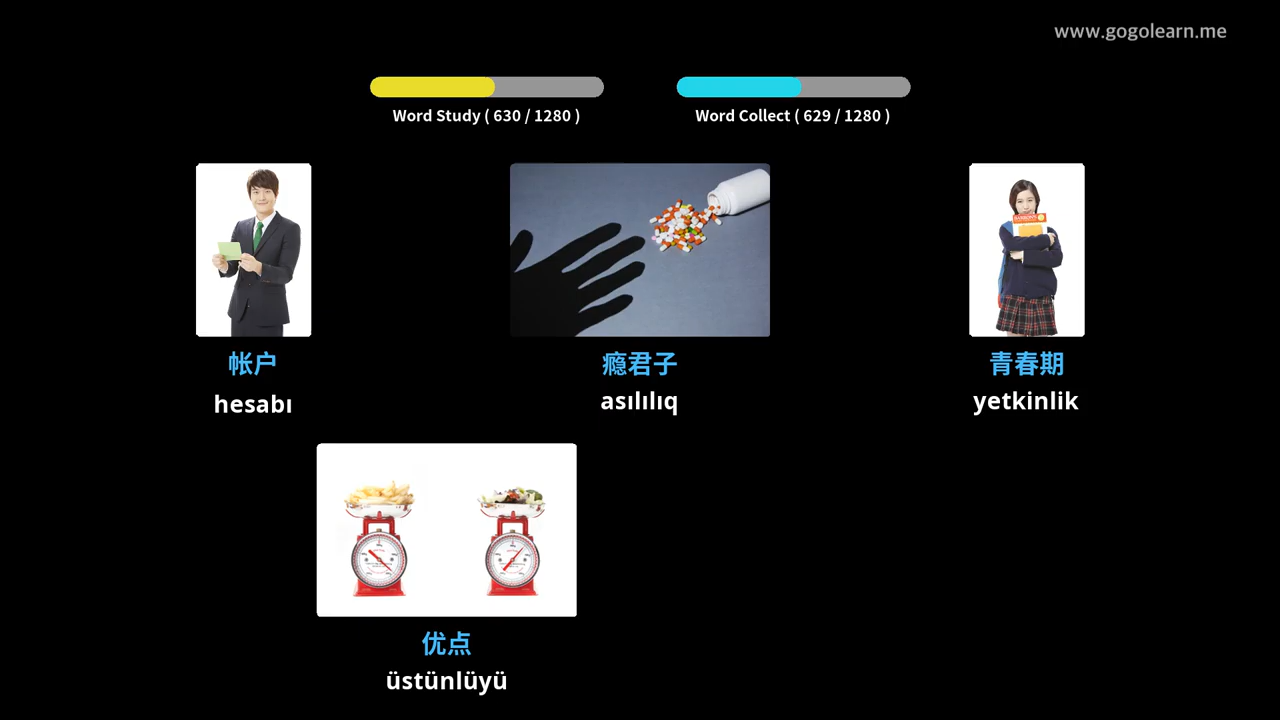 www.gogolearn.me
Word Study ( 630 / 1280 )
Word Collect ( 629 / 1280 )
帐户
hesabı
瘾君子
asılılıq
青春期
yetkinlik
优点
üstünlüyü